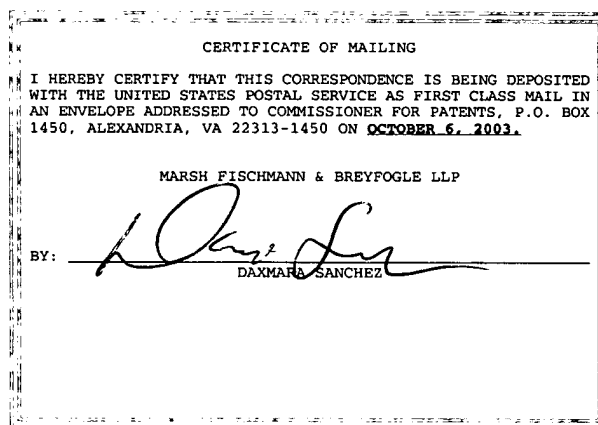 CERTIFICATE OF MAILING
I HEREBY CERTIFY THAT THIS CORRESPONDENCE IS BEING DEPOSITED
WITH THE UNITED STATES POSTAL SERVICE AS FIRST CLASS MAIL IN
AN ENVELOPE ADDRESSED TO COMMISSIONER FOR PATENTS, P.O. BOX
1450, ALEXANDRIA, VA 22313-1450 ON OCTOBER 6, 2003.
MARSH FISCHMANN & BREYFOGLE LLP
BY:
DAXMARA SANCHEZ